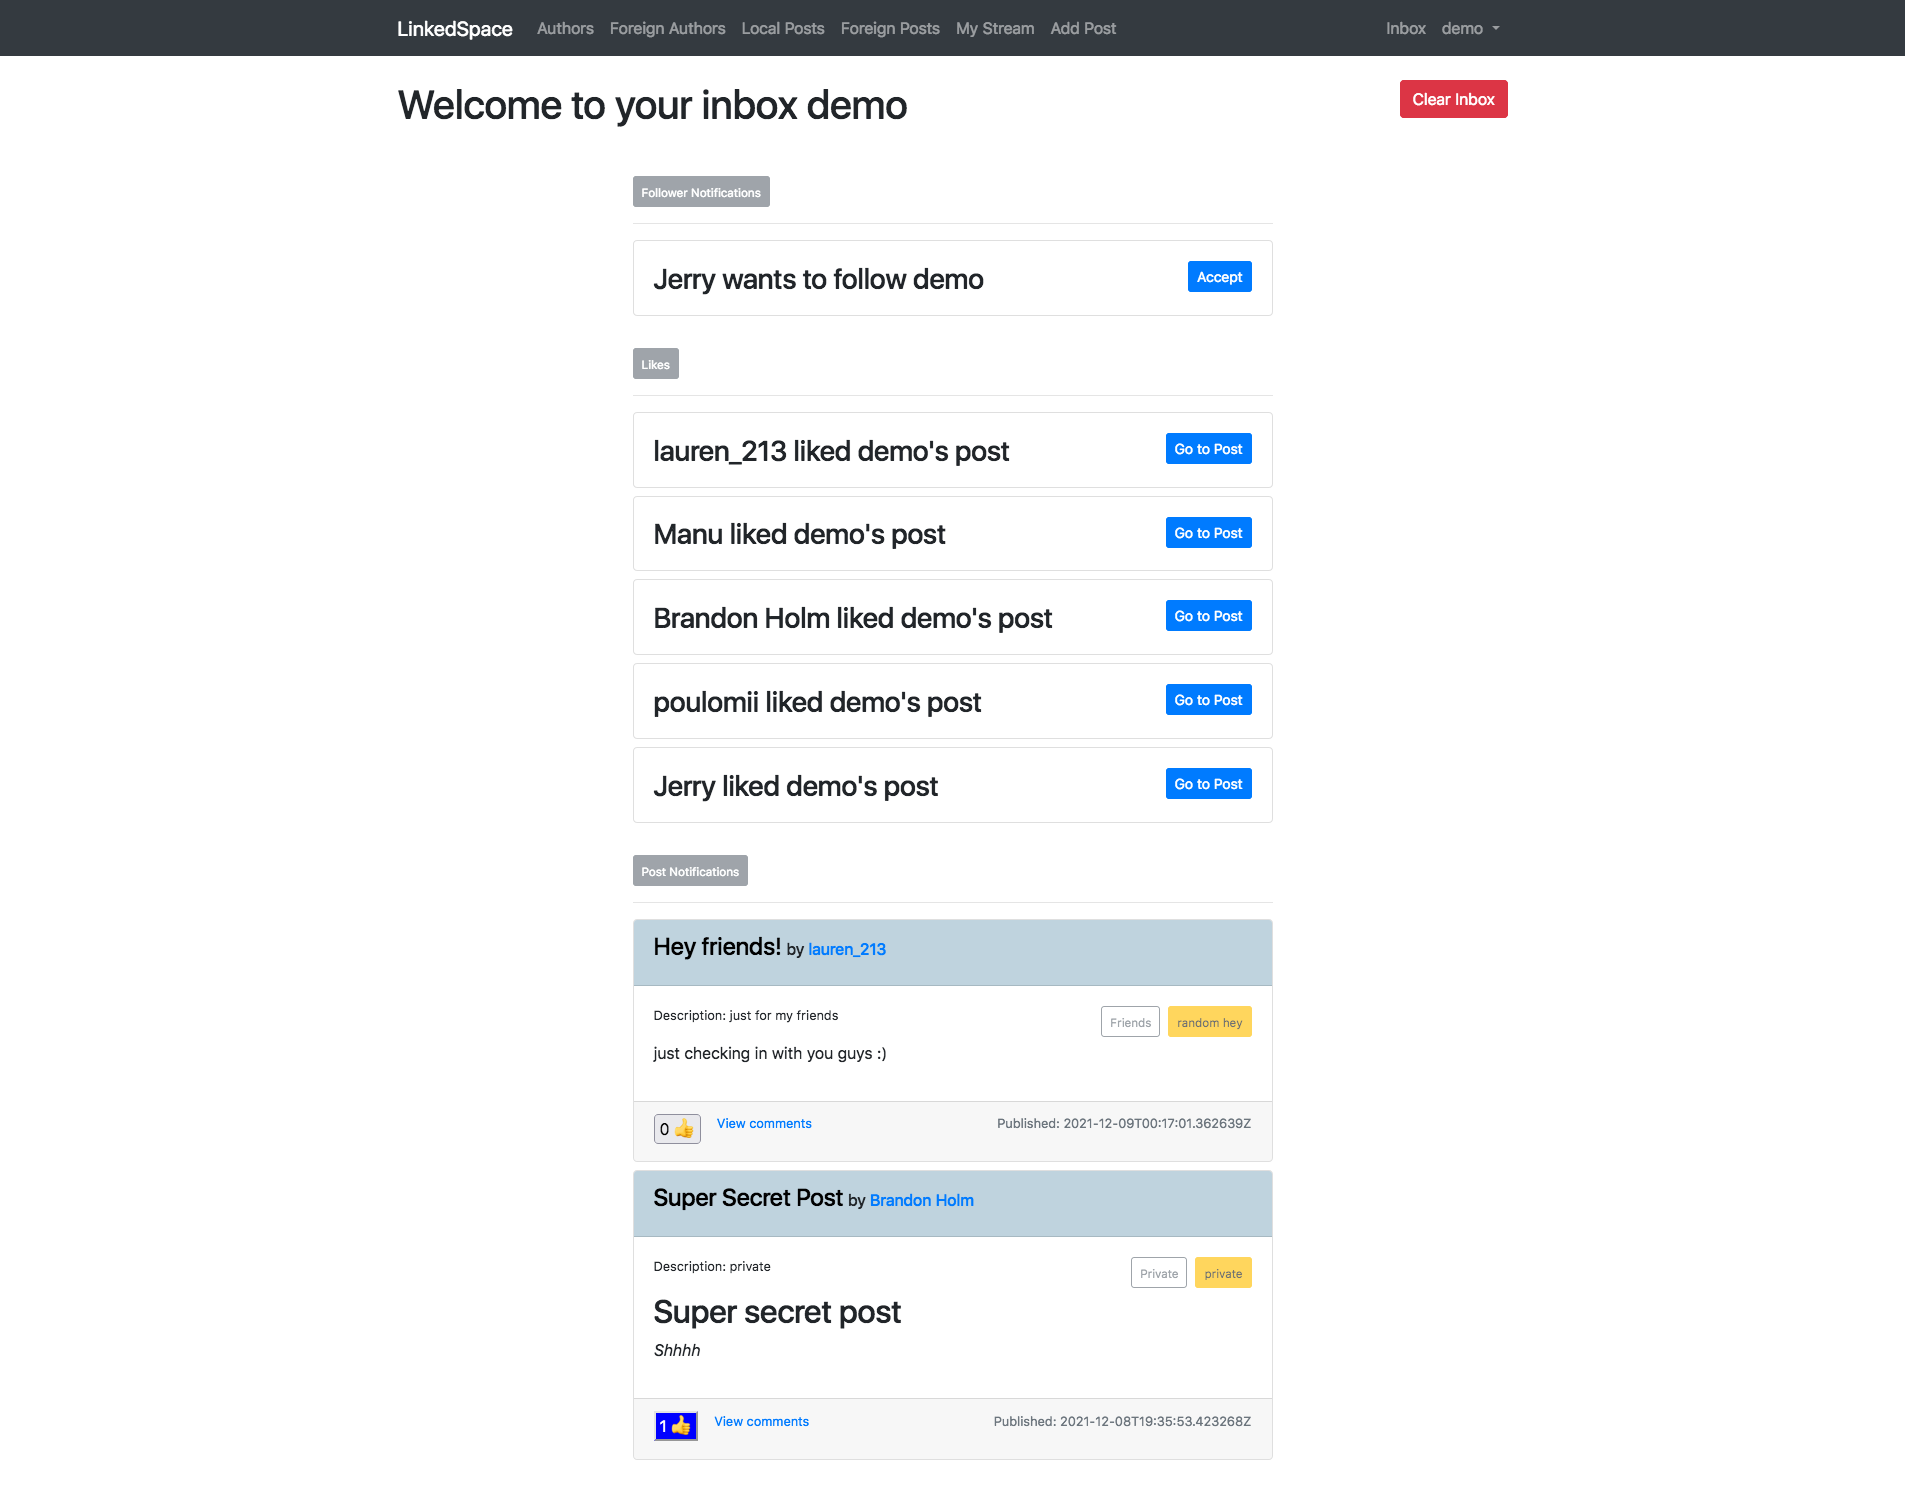 LinkedSpace Authors Foreign Authors Local Posts Foreign Posts My Stream Add Post Inbox demo
Welcome to your inbox demo
Clear Inbox
Follower Notifications
Jerry wants to follow demo
Accept
Likes
lauren_213 liked demo's post
Go to Post
Manu liked demo's post
Go to Post
Brandon Holm liked demo's post
Go to Post
poulomii liked demo's post
Go to Post
Jerry liked demo's post
Go to Post
Post Notifications
Hey friends! by lauren_213
Description: just for my friends
Friends random hey
just checking in with you guys :)
0 👍 View comments Published: 2021-12-09T00:17:01.362639Z
Super Secret Post by Brandon Holm
Description: private
Private private
Super secret post
Shhhh
1 👍 View comments Published: 2021-12-08T19:35:53.423268Z